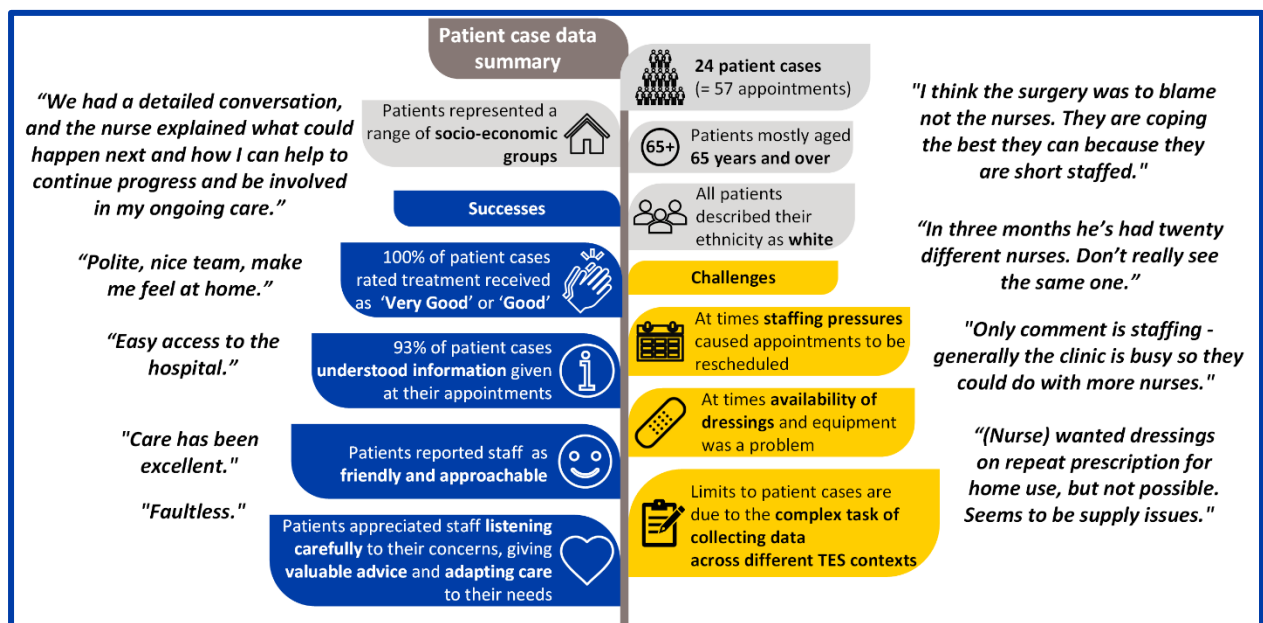 Patient case data
summary
24 patient cases
(= 57 appointments)
Patients represented a
range of socio-economic
groups
65+
Patients mostly aged
65 years and over
All patients
described their
ethnicity as white
“We had a detailed conversation,
and the nurse explained what could
happen next and how I can help to
continue progress and be involved
in my ongoing care.”
“Polite, nice team, make
me feel at home.”
“Easy access to the
hospital.”
"Care has been
excellent."
"Faultless."
Successes
100% of patient cases
rated treatment received
as ‘Very Good’ or ‘Good’
93% of patient cases
understood information given
at their appointments
i
Patients reported staff as
friendly and approachable
Patients appreciated staff listening
carefully to their concerns, giving
valuable advice and adapting care
to their needs
Challenges
At times staffing pressures
caused appointments to be
rescheduled
At times availability of
dressings and equipment
was a problem
Limits to patient cases are
due to the complex task of
collecting data
across different TES contexts
"I think the surgery was to blame
not the nurses. They are coping
the best they can because they
are short staffed."
“In three months he’s had twenty
different nurses. Don’t really see
the same one.”
"Only comment is staffing -
generally the clinic is busy so they
could do with more nurses."
“(Nurse) wanted dressings
on repeat prescription for
home use, but not possible.
Seems to be supply issues."